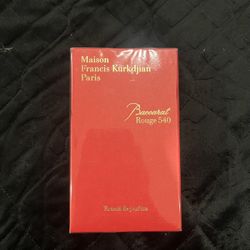 Maison
Francis Kurkdjian
Paris
Baccarat
Rouge 540
Extrait de parfum